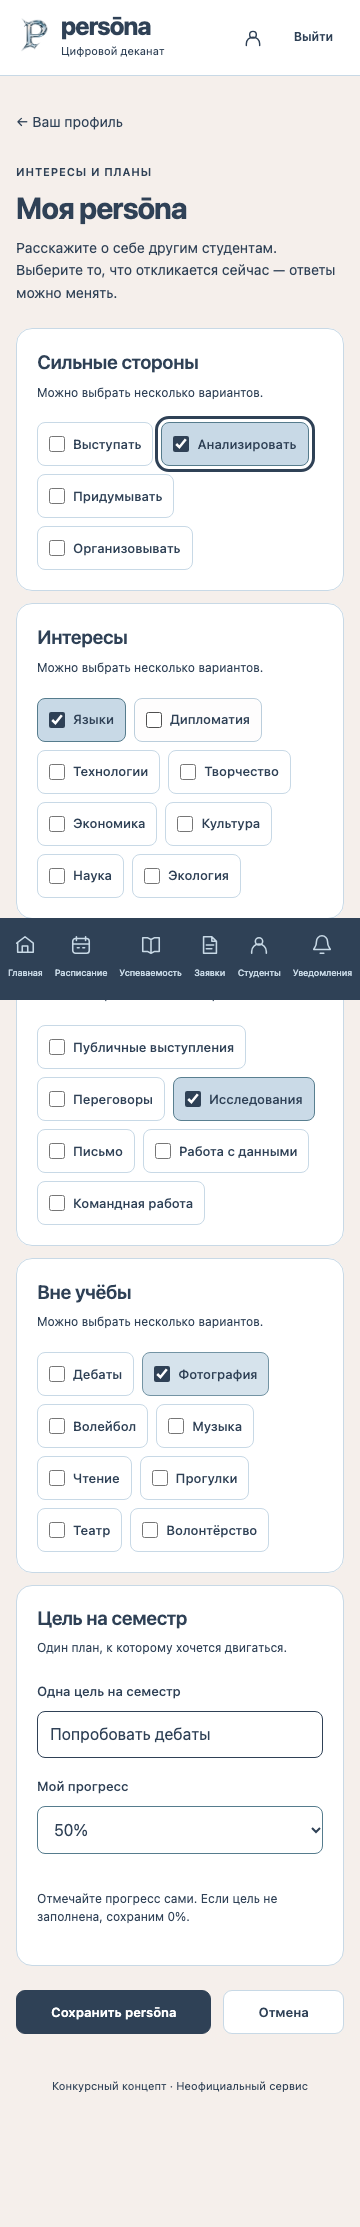 persōna
Цифровой деканат
Выйти
← Ваш профиль
ИНТЕРЕСЫ И ПЛАНЫ
Моя persōna
Расскажите о себе другим студентам.
Выберите то, что откликается сейчас — ответы
можно менять.
Сильные стороны
Можно выбрать несколько вариантов.
Выступать
Анализировать
Придумывать
Организовывать
Интересы
Можно выбрать несколько вариантов.
Языки
Дипломатия
Технологии
Творчество
Экономика
Культура
Наука
Экология
Главная
Расписание
Успеваемость
Заявки
Студенты
Уведомления
Публичные выступления
Переговоры
Исследования
Письмо
Работа с данными
Командная работа
Вне учёбы
Можно выбрать несколько вариантов.
Дебаты
Фотография
Волейбол
Музыка
Чтение
Прогулки
Театр
Волонтёрство
Цель на семестр
Один план, к которому хочется двигаться.
Одна цель на семестр
Попробовать дебаты
Мой прогресс
50%
Отмечайте прогресс сами. Если цель не
заполнена, сохраним 0%.
Сохранить persōna
Отмена
Конкурсный концепт · Неофициальный сервис